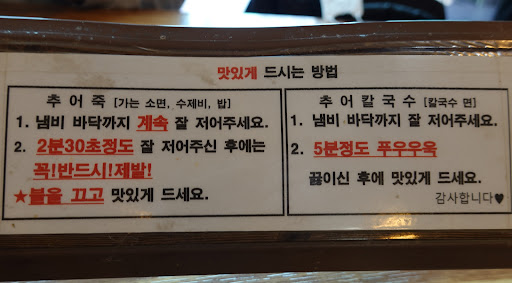 맛있게 드시는 방법
추 어 죽 [가는 소면, 수제비, 밥]
1. 냄비 바닥까지 계속 잘 저어주세요.
2. 2분30초정도 잘 저어주신 후에는
꼭!반드시!제발!
★불을 끄고 맛있게 드세요.
추 어 칼 국 수 [칼국수 면]
1. 냄비 바닥까지 잘 저어주세요.
2. 5분정도 푸우우욱
끓이신 후에 맛있게 드세요.
감사합니다♥